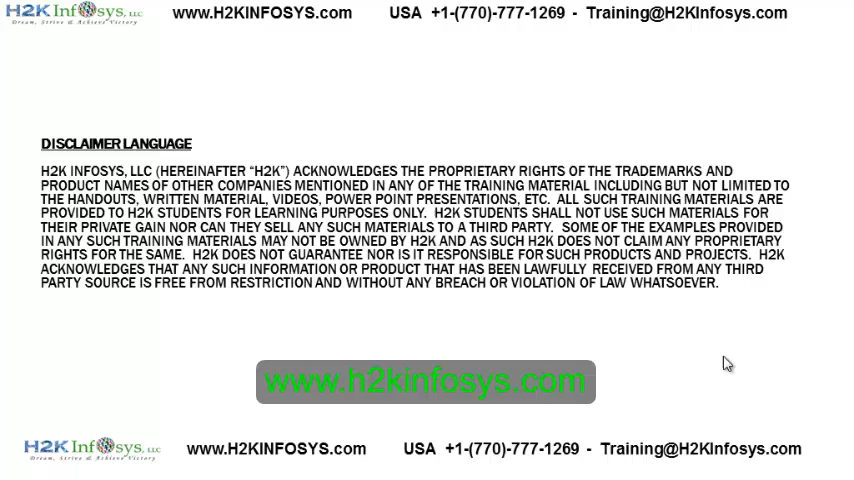 H2K InfOsys, LLC
Dream, Strive & Achieve Victory
www.H2KINFOSYS.com USA +1-(770)-777-1269 - Training@H2KInfosys.com
DISCLAIMER LANGUAGE
H2K INFOSYS, LLC (HEREINAFTER “H2K”) ACKNOWLEDGES THE PROPRIETARY RIGHTS OF THE TRADEMARKS AND
PRODUCT NAMES OF OTHER COMPANIES MENTIONED IN ANY OF THE TRAINING MATERIAL INCLUDING BUT NOT LIMITED TO
THE HANDOUTS, WRITTEN MATERIAL, VIDEOS, POWER POINT PRESENTATIONS, ETC. ALL SUCH TRAINING MATERIALS ARE
PROVIDED TO H2K STUDENTS FOR LEARNING PURPOSES ONLY. H2K STUDENTS SHALL NOT USE SUCH MATERIALS FOR
THEIR PRIVATE GAIN NOR CAN THEY SELL ANY SUCH MATERIALS TO A THIRD PARTY. SOME OF THE EXAMPLES PROVIDED
IN ANY SUCH TRAINING MATERIALS MAY NOT BE OWNED BY H2K AND AS SUCH H2K DOES NOT CLAIM ANY PROPRIETARY
RIGHTS FOR THE SAME. H2K DOES NOT GUARANTEE NOR IS IT RESPONSIBLE FOR SUCH PRODUCTS AND PROJECTS. H2K
ACKNOWLEDGES THAT ANY SUCH INFORMATION OR PRODUCT THAT HAS BEEN LAWFULLY RECEIVED FROM ANY THIRD
PARTY SOURCE IS FREE FROM RESTRICTION AND WITHOUT ANY BREACH OR VIOLATION OF LAW WHATSOEVER.
www.h2kinfosys.com
H2K InfOsys, LLC
Dream, Strive & Achieve Victory
www.H2KINFOSYS.com USA +1-(770)-777-1269 - Training@H2KInfosys.com